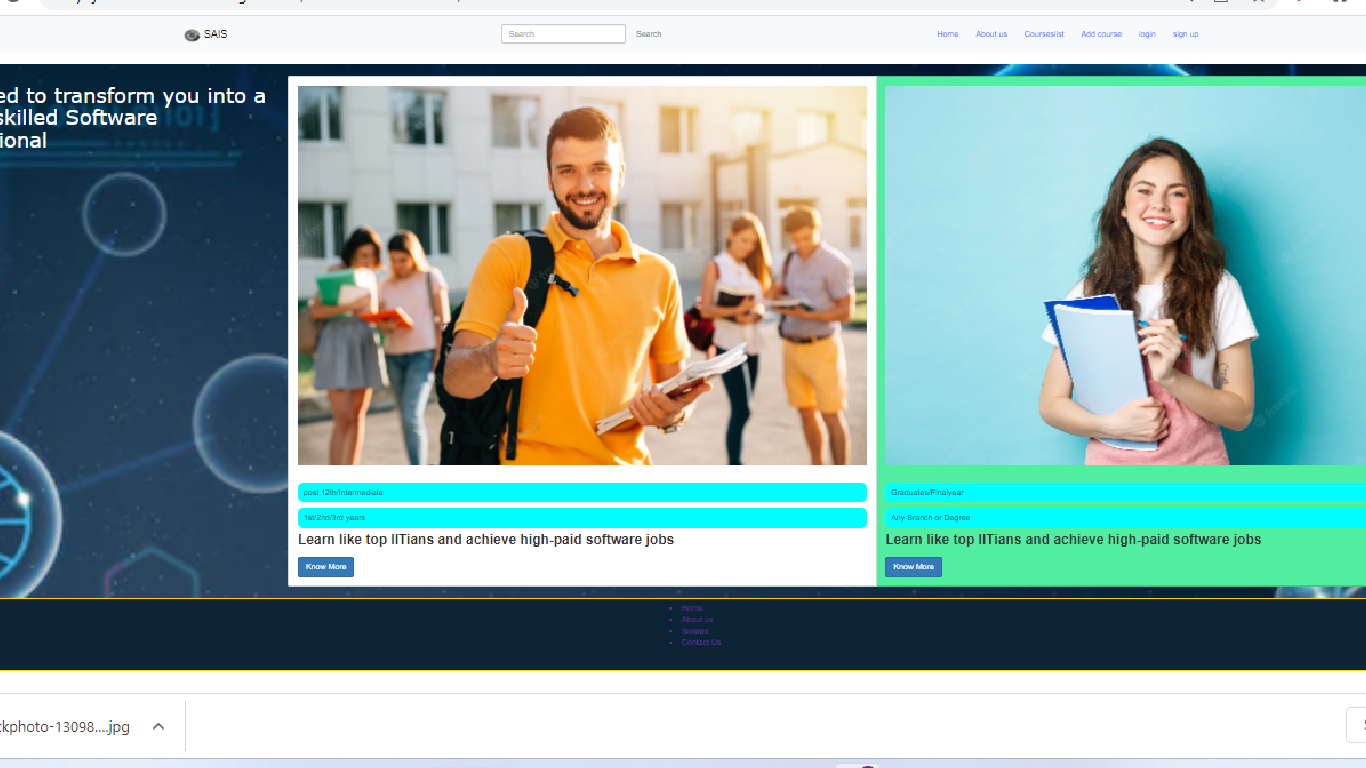 SAIS
Search
Search
Home
About us
Courseslist
Add course
login
sign up
ed to transform you into a
skilled Software
ional
post 12th/Intermediate
1st/2nd/3rd years
Learn like top IITians and achieve high-paid software jobs
Know More
Graduates/Finalyear
Any Branch or Degree
Learn like top IITians and achieve high-paid software jobs
Know More
Home
About us
reviews
Contact Us
ckphoto-13098....jpg